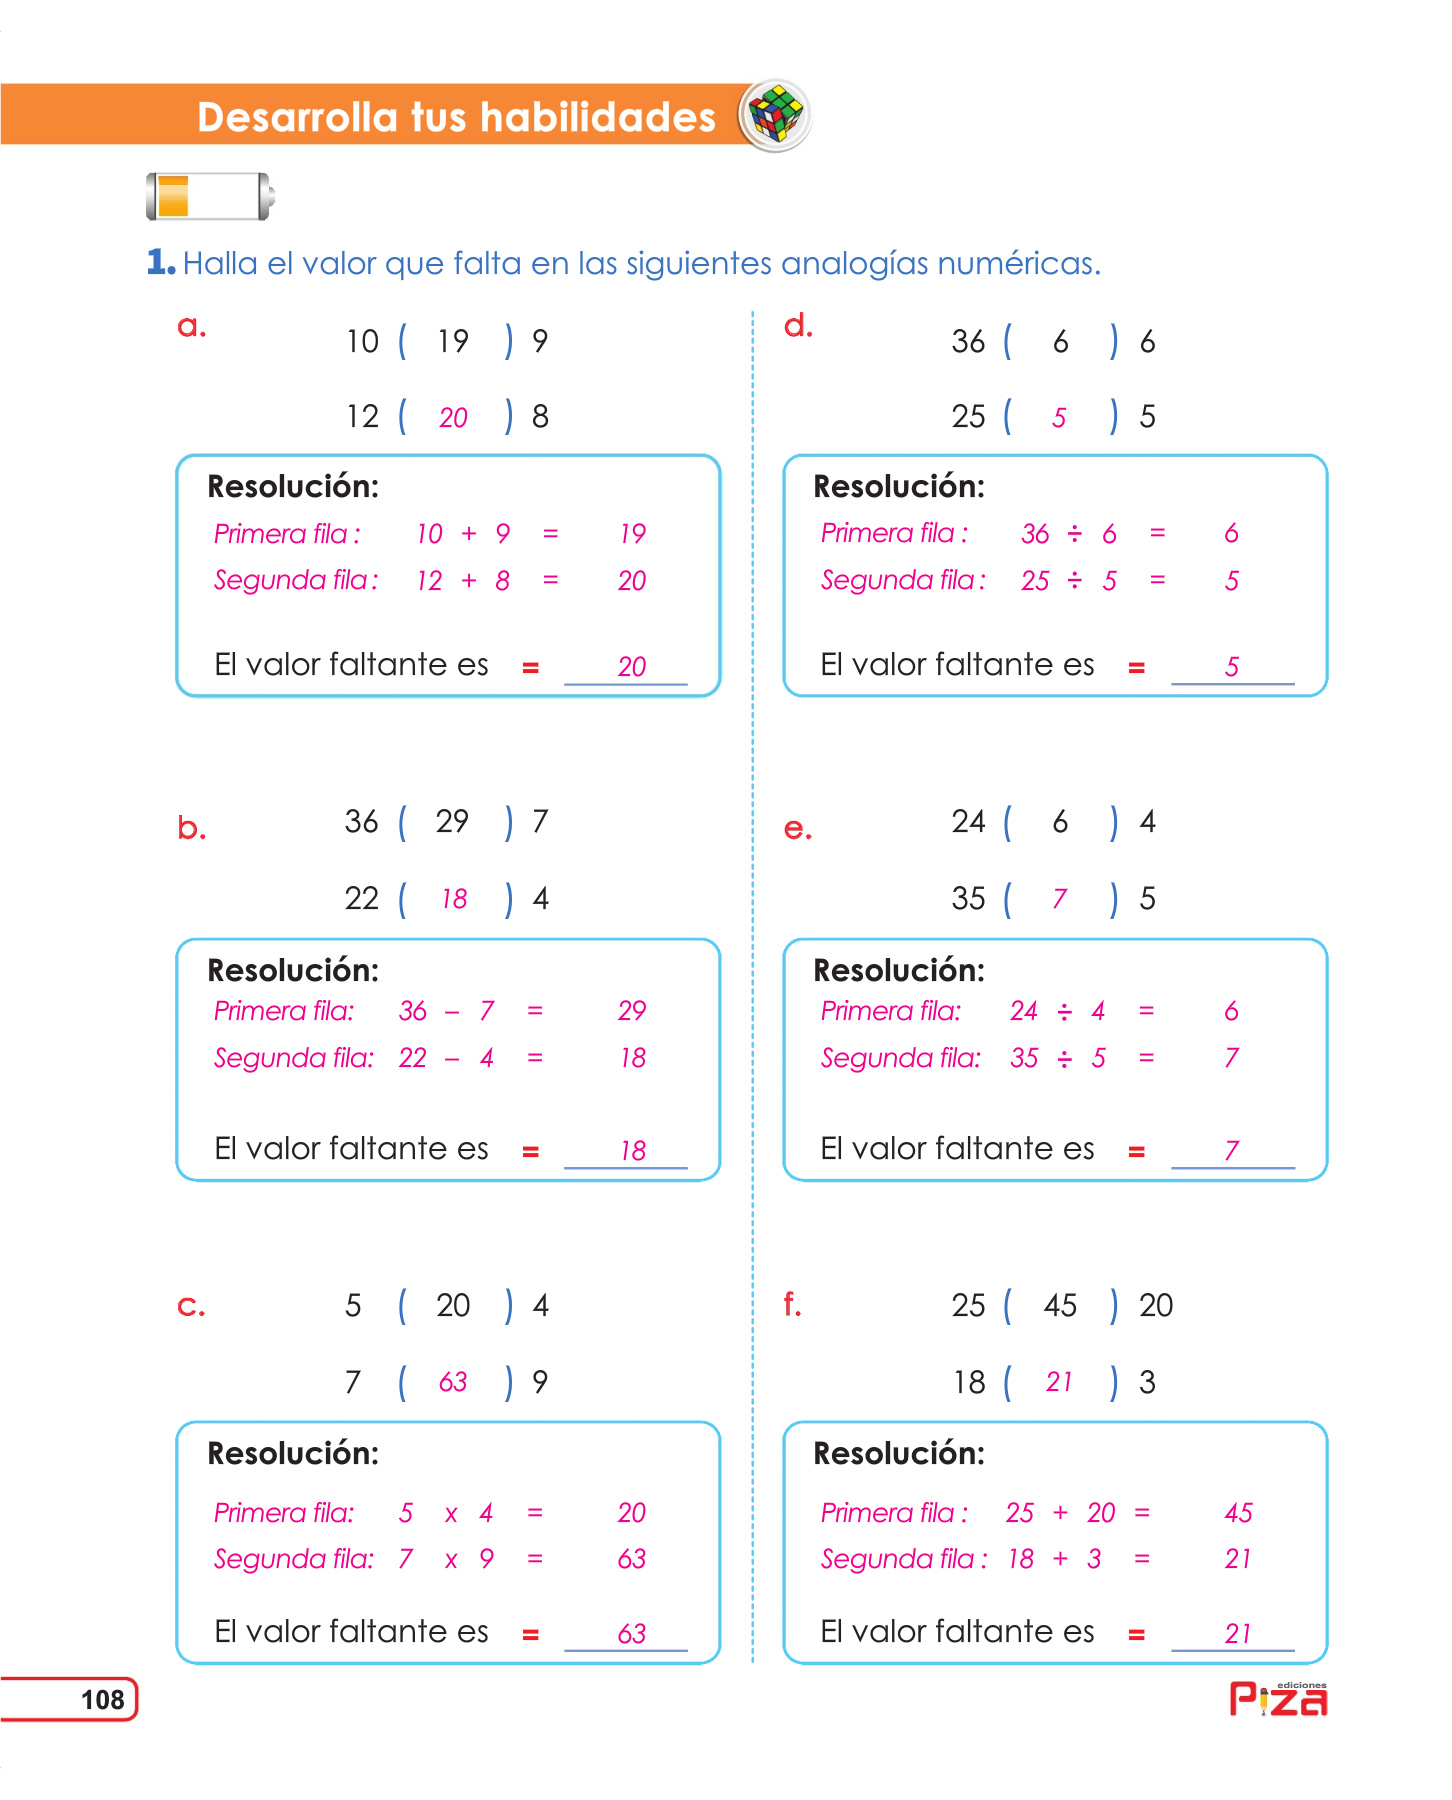 Desarrolla tus habilidades
1. Halla el valor que falta en las siguientes analogías numéricas.
a.
10 ( 19 ) 9
12 ( 20 ) 8
Resolución:
Primera fila : 10 + 9 = 19
Segunda fila : 12 + 8 = 20
El valor faltante es = 20
b.
36 ( 29 ) 7
22 ( 18 ) 4
Resolución:
Primera fila: 36 – 7 = 29
Segunda fila: 22 – 4 = 18
El valor faltante es = 18
c.
5 ( 20 ) 4
7 ( 63 ) 9
Resolución:
Primera fila: 5 x 4 = 20
Segunda fila: 7 x 9 = 63
El valor faltante es = 63
d.
36 ( 6 ) 6
25 ( 5 ) 5
Resolución:
Primera fila : 36 ÷ 6 = 6
Segunda fila : 25 ÷ 5 = 5
El valor faltante es = 5
e.
24 ( 6 ) 4
35 ( 7 ) 5
Resolución:
Primera fila: 24 ÷ 4 = 6
Segunda fila: 35 ÷ 5 = 7
El valor faltante es = 7
f.
25 ( 45 ) 20
18 ( 21 ) 3
Resolución:
Primera fila : 25 + 20 = 45
Segunda fila : 18 + 3 = 21
El valor faltante es = 21
108
ediciones
Piza